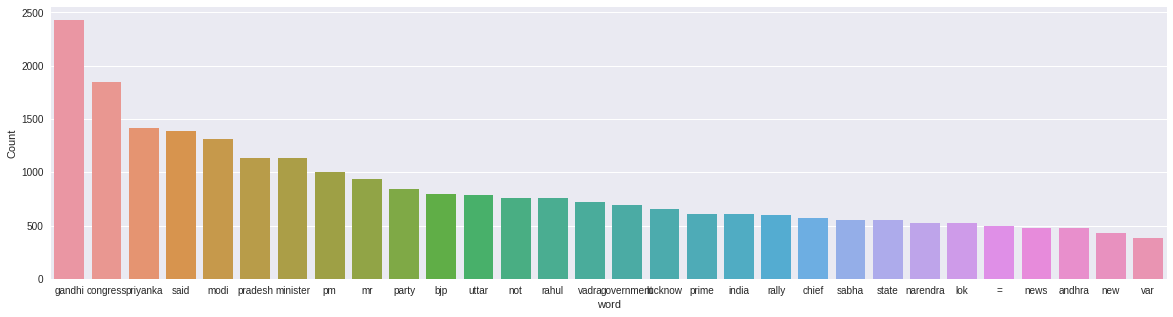 2500
2000
1500
1000
500
0
Count
gandhi congress priyanka said modi pradesh minister pm mr party bjp uttar not rahul vadra government lucknow prime india rally chief sabha state narendra lok = news andhra new var
word